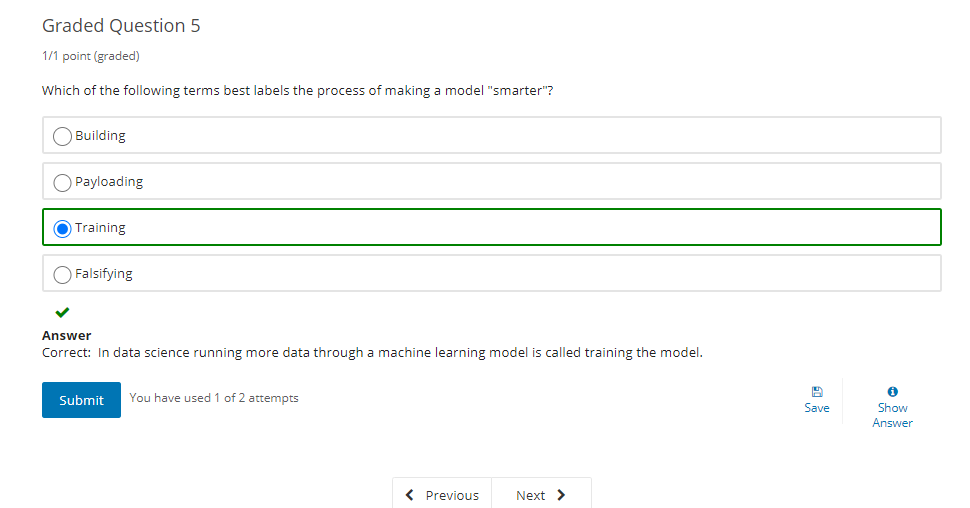 Graded Question 5
1/1 point (graded)
Which of the following terms best labels the process of making a model "smarter"?
Building
Payloading
Training
Falsifying
Answer
Correct: In data science running more data through a machine learning model is called training the model.
Submit
You have used 1 of 2 attempts
Save
Show
Answer
Previous
Next